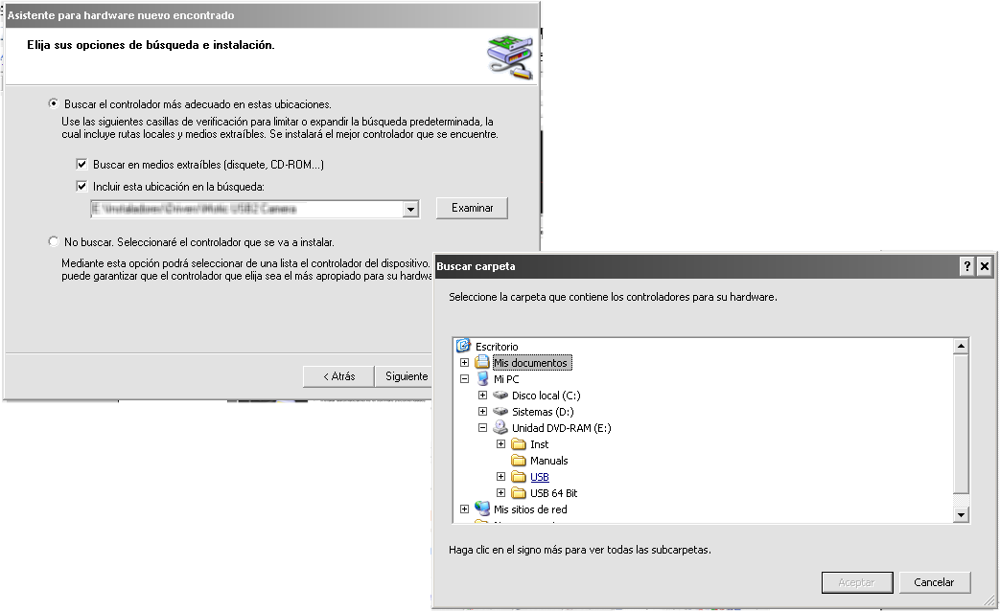 Asistente para hardware nuevo encontrado
Elija sus opciones de búsqueda e instalación.
Buscar el controlador más adecuado en estas ubicaciones.
Use las siguientes casillas de verificación para limitar o expandir la búsqueda predeterminada, la
cual incluye rutas locales y medios extraíbles. Se instalará el mejor controlador que se encuentre.
Buscar en medios extraíbles (disquete, CD-ROM...)
Incluir esta ubicación en la búsqueda:
Examinar
No buscar. Seleccionaré el controlador que se va a instalar.
Mediante esta opción podrá seleccionar de una lista el controlador del dispositivo.
puede garantizar que el controlador que elija sea el más apropiado para su hardwa
< Atrás
Siguiente
Buscar carpeta
Seleccione la carpeta que contiene los controladores para su hardware.
Escritorio
Mis documentos
Mi PC
Disco local (C:)
Sistemas (D:)
Unidad DVD-RAM (E:)
Inst
Manuals
USB
USB 64 Bit
Mis sitios de red
Haga clic en el signo más para ver todas las subcarpetas.
Aceptar
Cancelar